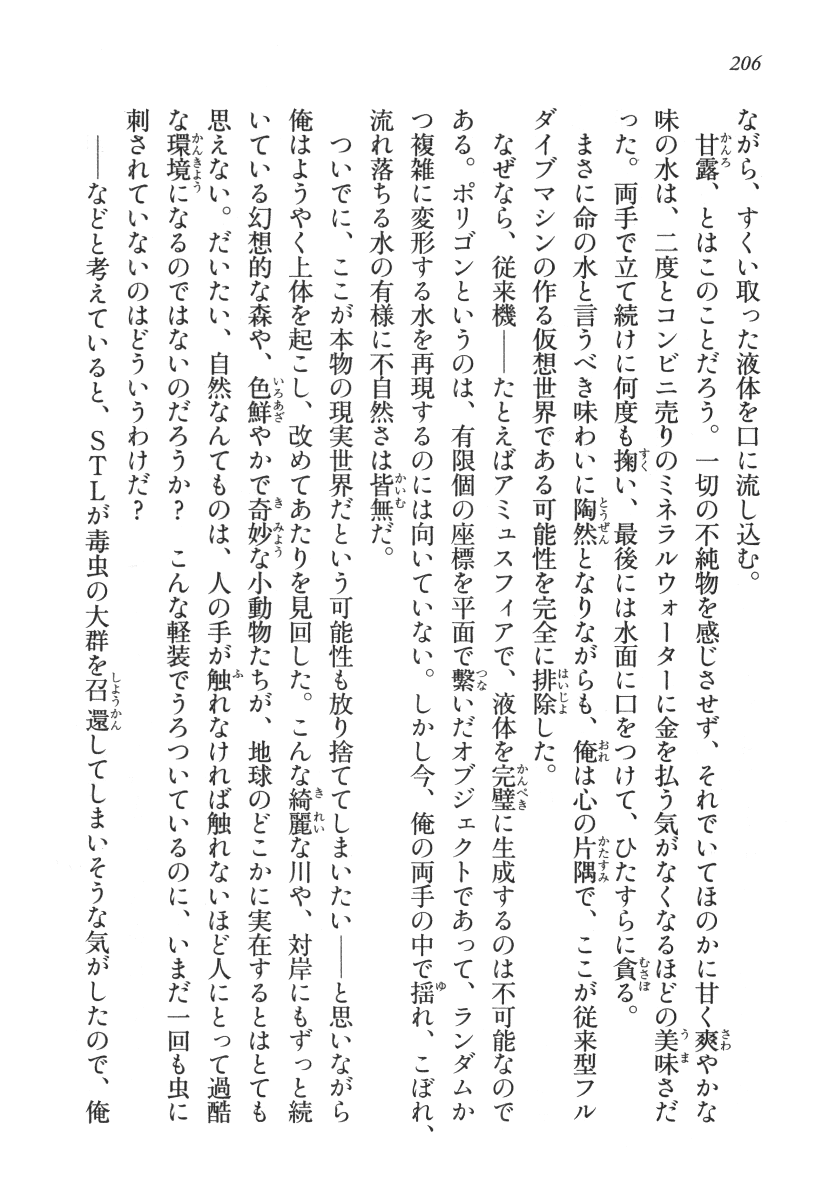 206
ながら、すくい取った液体を口に流し込む。
　甘露、とはこのことだろう。一切の不純物を感じさせず、それでいてほのかに甘く爽やかな
味の水は、二度とコンビニ売りのミネラルウォーターに金を払う気がなくなるほどの美味さだ
った。両手で立て続けに何度も掬い、最後には水面に口をつけて、ひたすらに貪る。
　まさに命の水と言うべき味わいに陶然となりながらも、俺は心の片隅で、ここが従来型フル
ダイブマシンの作る仮想世界である可能性を完全に排除した。
　なぜなら、従来機――たとえばアミュスフィアで、液体を完璧に生成するのは不可能なので
ある。ポリゴンというのは、有限個の座標を平面で繋いだオブジェクトであって、ランダムか
つ複雑に変形する水を再現するのには向いていない。しかし今、俺の両手の中で揺れ、こぼれ、
流れ落ちる水の有様に不自然さは皆無だ。
　ついでに、ここが本物の現実世界だという可能性も放り捨ててしまいたい――と思いながら
俺はようやく上体を起こし、改めてあたりを見回した。こんな綺麗な川や、対岸にもずっと続
いている幻想的な森や、色鮮やかで奇妙な小動物たちが、地球のどこかに実在するとはとても
思えない。だいたい、自然なんてものは、人の手が触れなければ触れないほど人にとって過酷
な環境になるのではないのだろうか？　こんな軽装でうろついているのに、いまだ一回も虫に
刺されていないのはどういうわけだ？
　――などと考えていると、ＳＴＬが毒虫の大群を召還してしまいそうな気がしたので、俺